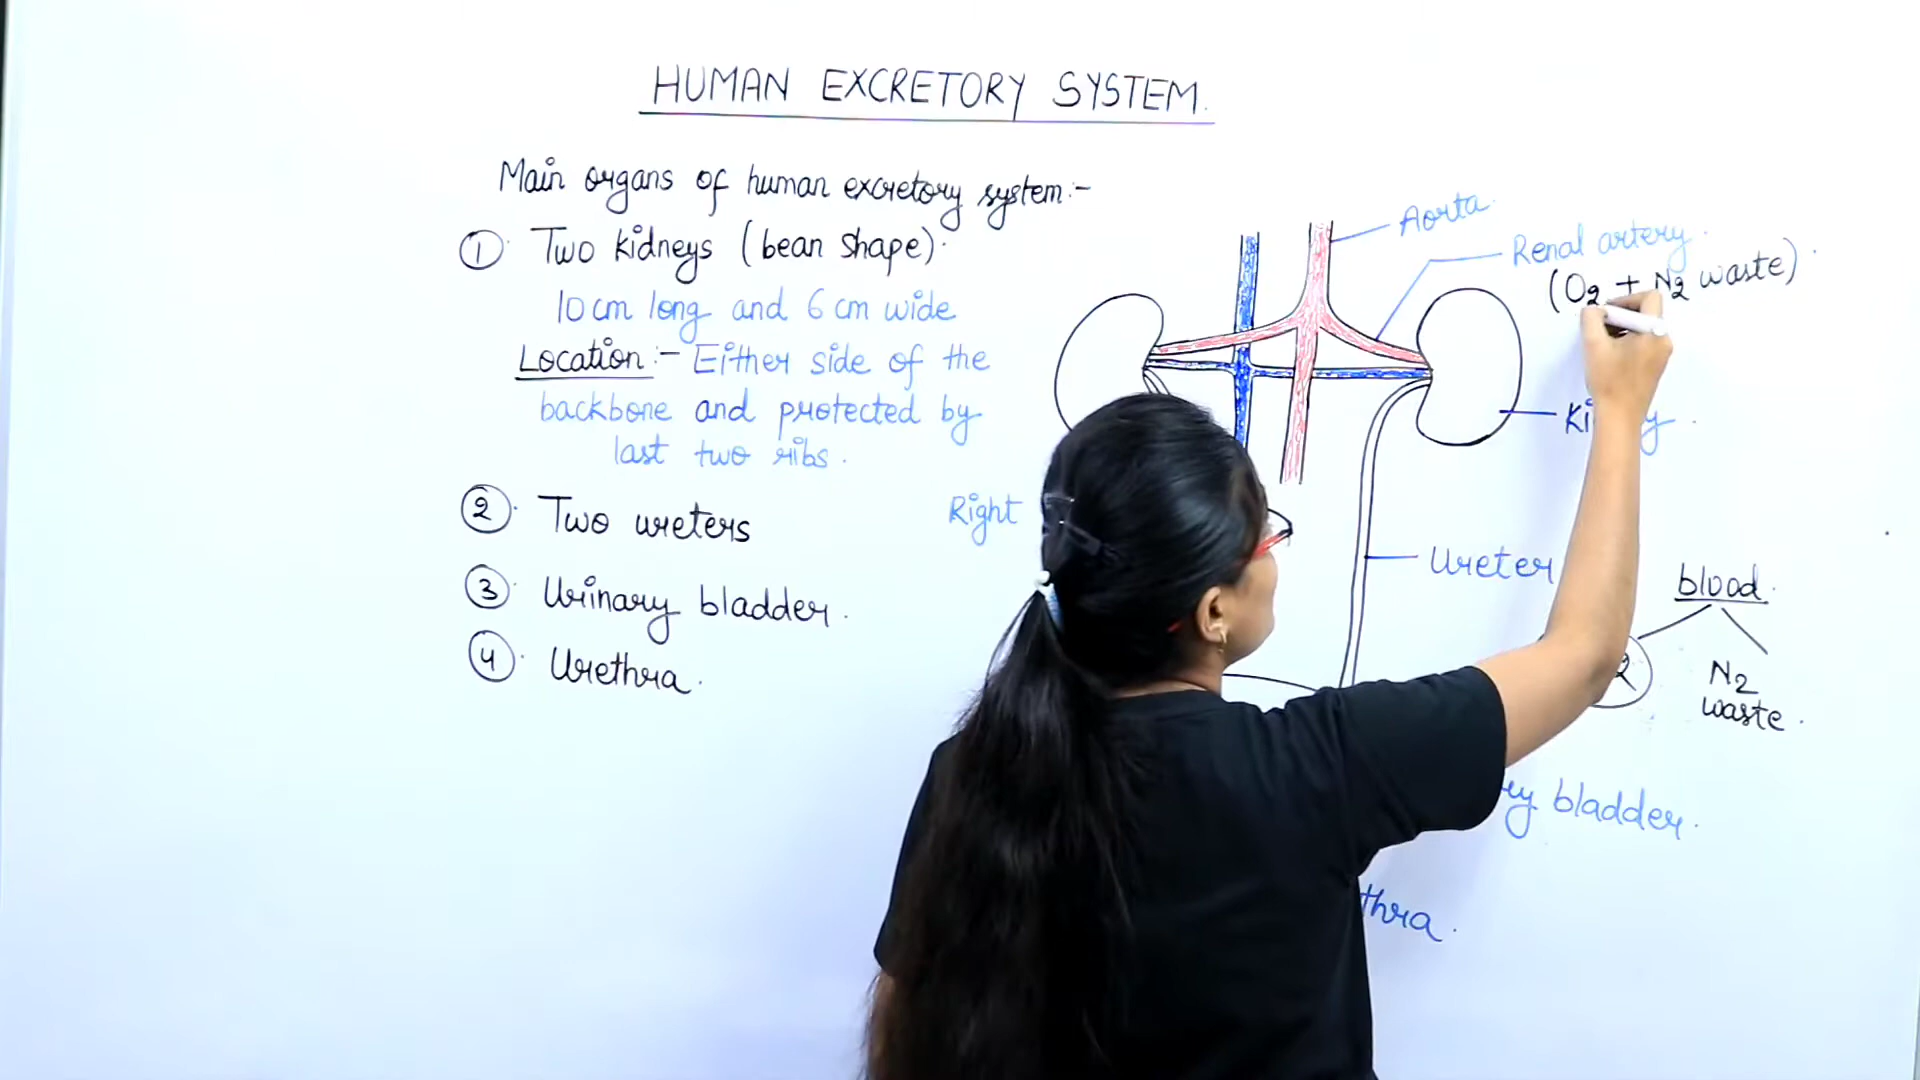 HUMAN EXCRETORY SYSTEM.
Main organs of human excretory system:-
① Two kidneys (bean shape).
10 cm long and 6 cm wide
Location:- Either side of the
backbone and protected by
last two ribs.
② Two ureters
③ Urinary bladder.
④ Urethra.
Aorta
Renal artery.
(O2 + N2 waste)
Right
Ureter
blood.
N2
waste.
bladder.